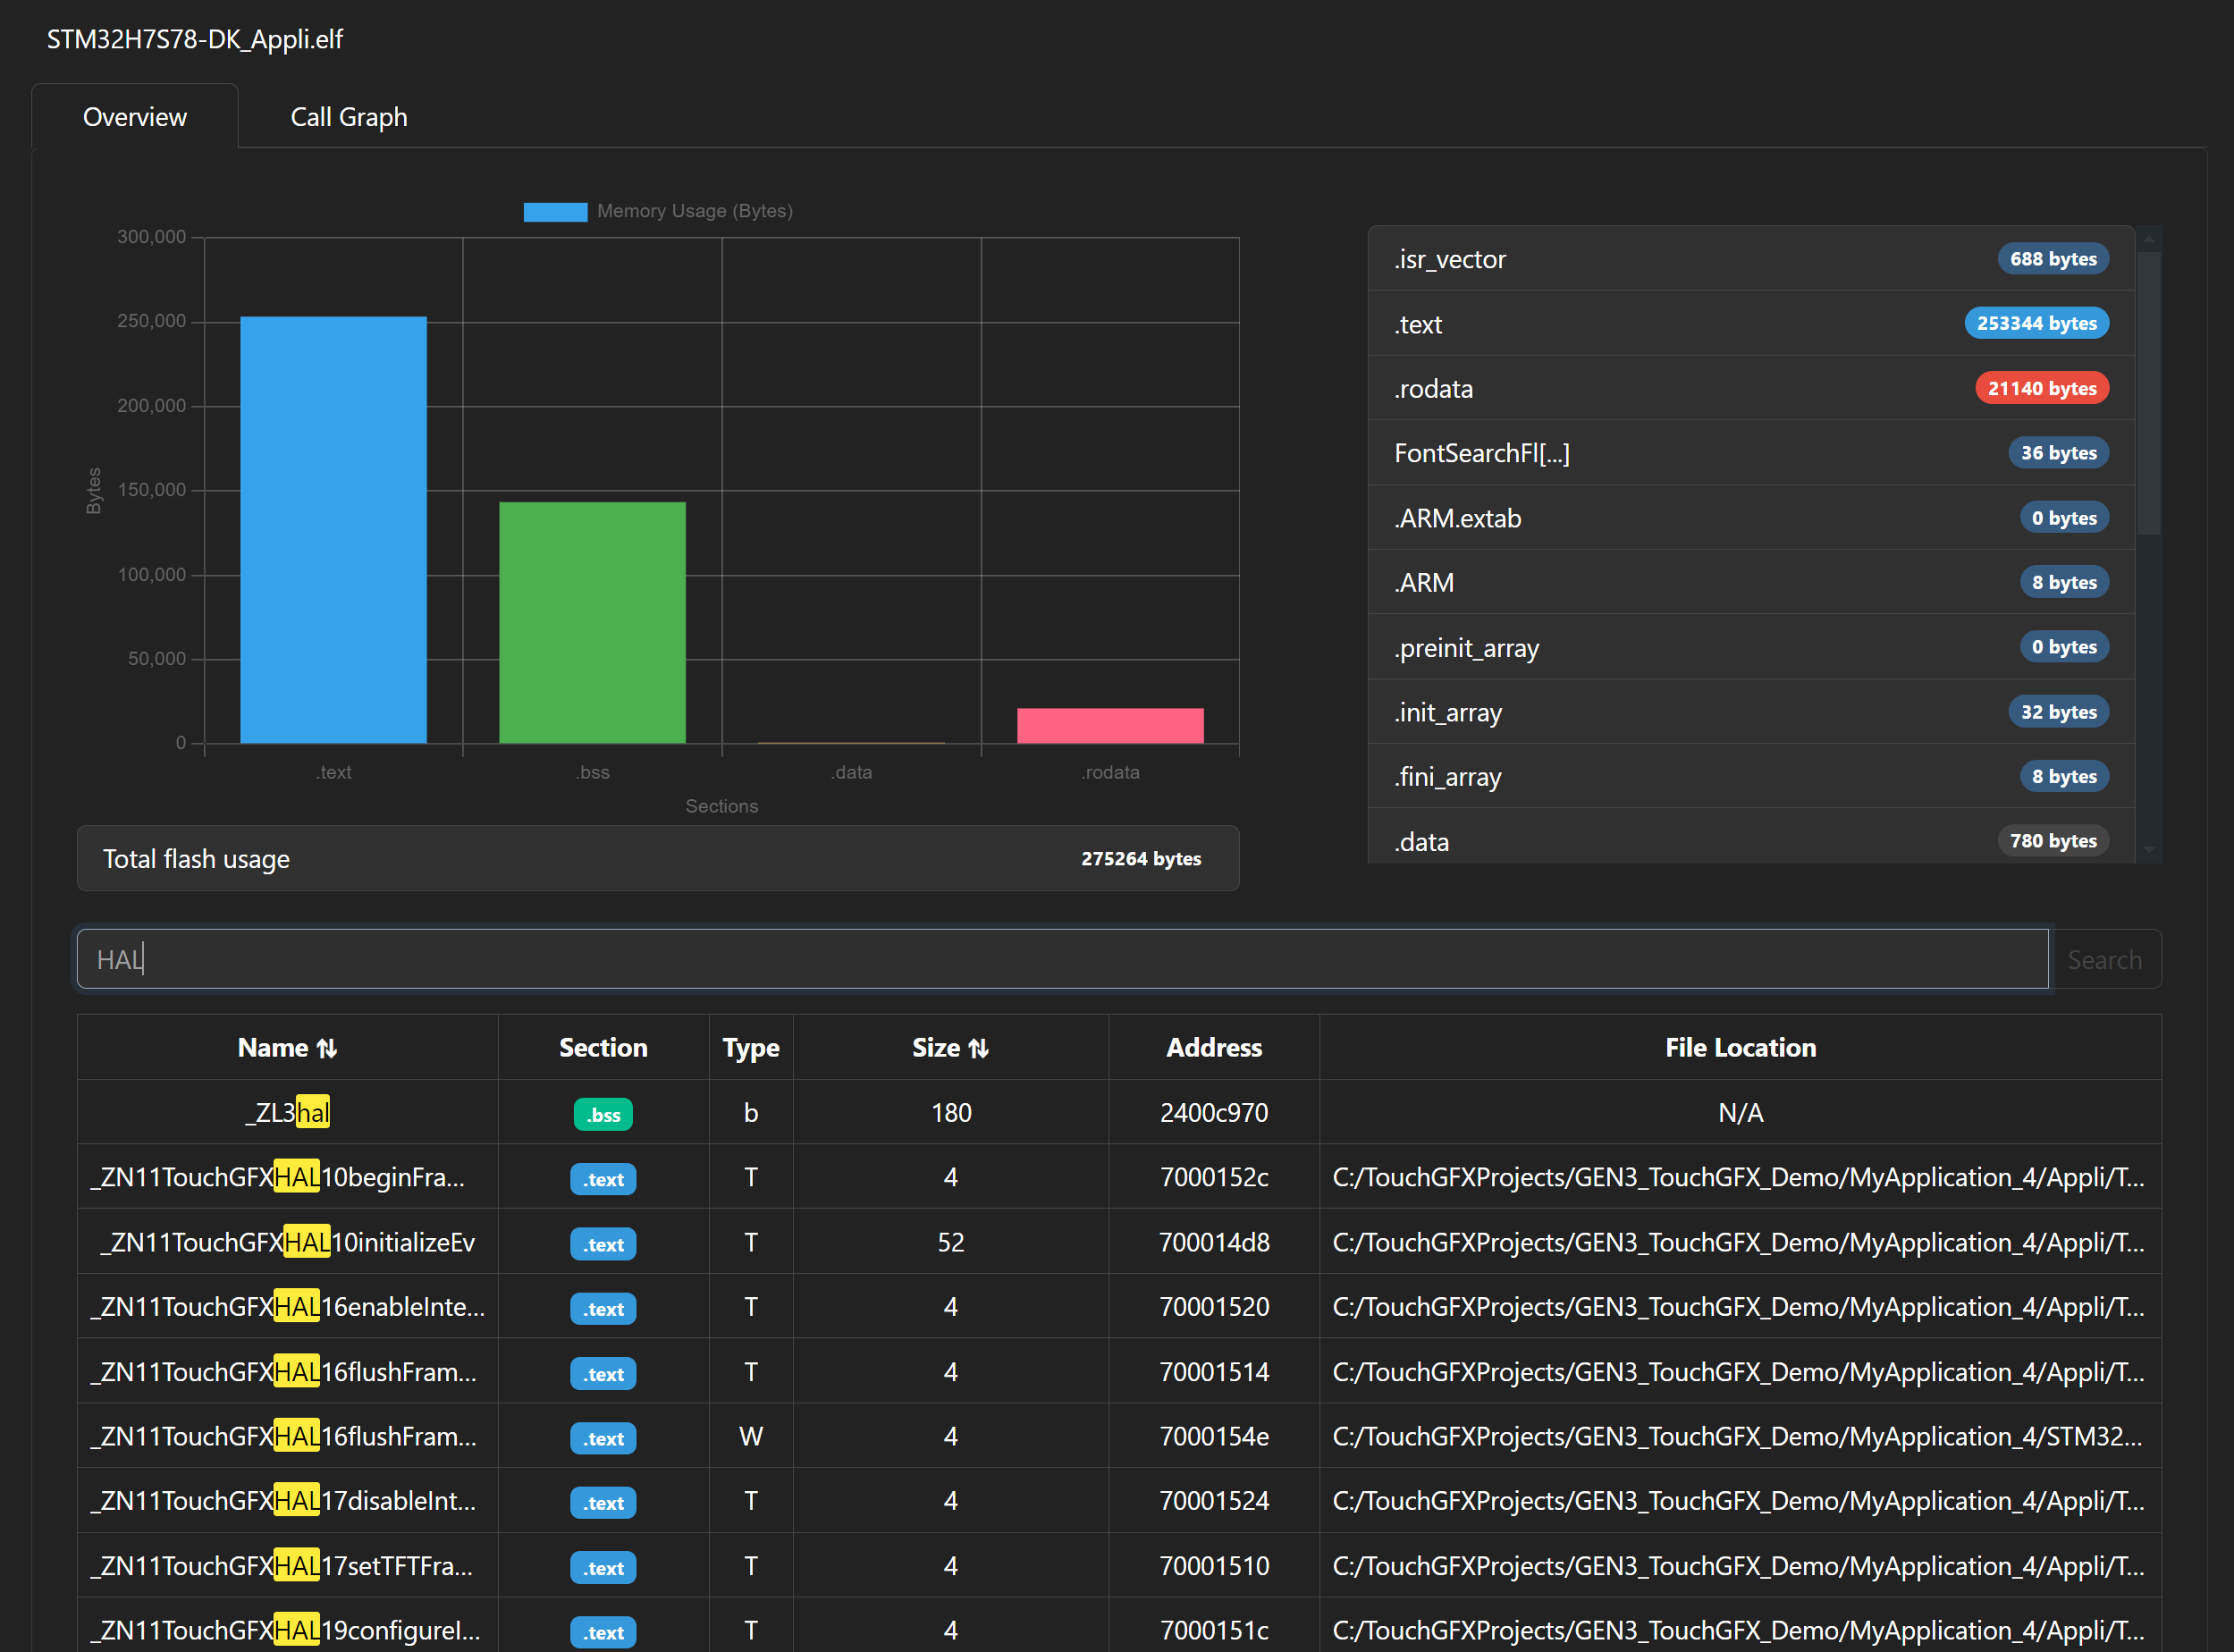 STM32H7S78-DK_Appli.elf
Overview Call Graph
Memory Usage (Bytes)
300,000
250,000
200,000
150,000
100,000
50,000
0
Bytes
.text .bss .data .rodata
Sections
Total flash usage 275264 bytes
.isr_vector 688 bytes
.text 253344 bytes
.rodata 21140 bytes
FontSearchFl[...] 36 bytes
.ARM.extab 0 bytes
.ARM 8 bytes
.preinit_array 0 bytes
.init_array 32 bytes
.fini_array 8 bytes
.data 780 bytes
HAL Search
Name Section Type Size Address File Location
_ZL3hal .bss b 180 2400c970 N/A
_ZN11TouchGFXHAL10beginFra... .text T 4 7000152c C:/TouchGFXProjects/GEN3_TouchGFX_Demo/MyApplication_4/Appli/T...
_ZN11TouchGFXHAL10initializeEv .text T 52 700014d8 C:/TouchGFXProjects/GEN3_TouchGFX_Demo/MyApplication_4/Appli/T...
_ZN11TouchGFXHAL16enableInte... .text T 4 70001520 C:/TouchGFXProjects/GEN3_TouchGFX_Demo/MyApplication_4/Appli/T...
_ZN11TouchGFXHAL16flushFram... .text T 4 70001514 C:/TouchGFXProjects/GEN3_TouchGFX_Demo/MyApplication_4/Appli/T...
_ZN11TouchGFXHAL16flushFram... .text W 4 7000154e C:/TouchGFXProjects/GEN3_TouchGFX_Demo/MyApplication_4/STM32...
_ZN11TouchGFXHAL17disableInt... .text T 4 70001524 C:/TouchGFXProjects/GEN3_TouchGFX_Demo/MyApplication_4/Appli/T...
_ZN11TouchGFXHAL17setTFTFra... .text T 4 70001510 C:/TouchGFXProjects/GEN3_TouchGFX_Demo/MyApplication_4/Appli/T...
_ZN11TouchGFXHAL19configureI... .text T 4 7000151c C:/TouchGFXProjects/GEN3_TouchGFX_Demo/MyApplication_4/Appli/T...